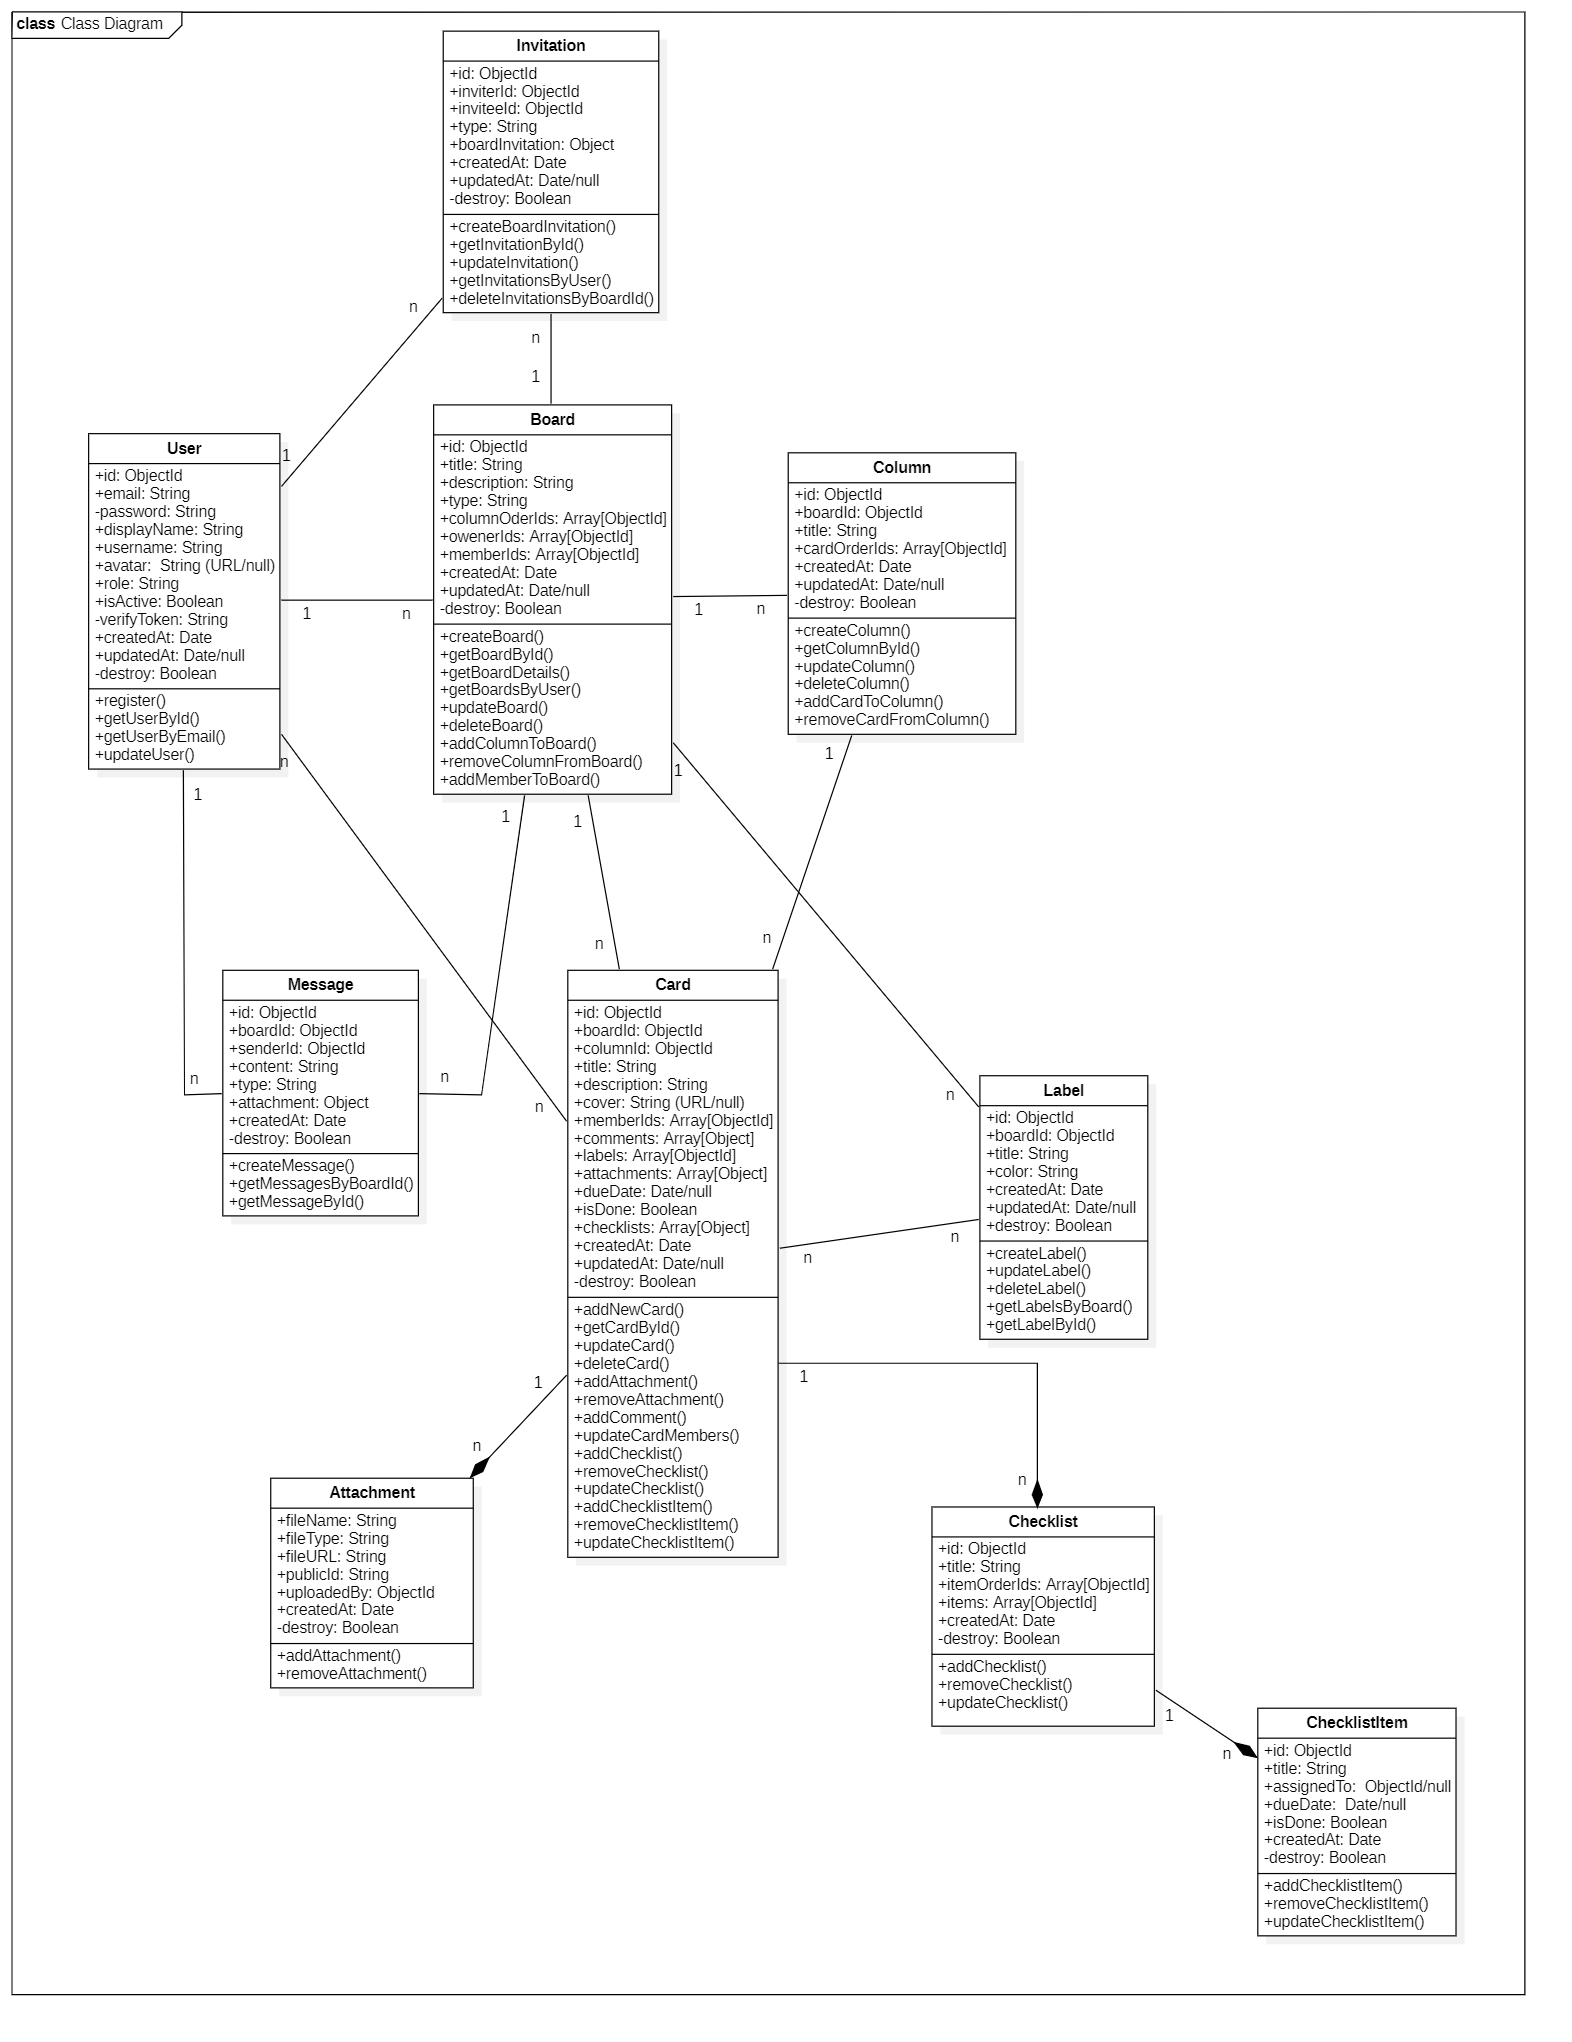 class Class Diagram
Invitation
+id: ObjectId
+inviterId: ObjectId
+inviteeId: ObjectId
+type: String
+boardInvitation: Object
+createdAt: Date
+updatedAt: Date/null
-destroy: Boolean
+createBoardInvitation()
+getInvitationById()
+updateInvitation()
+getInvitationsByUser()
+deleteInvitationsByBoardId()
n
n
1
1
User
+id: ObjectId
+email: String
-password: String
+displayName: String
+username: String
+avatar:  String (URL/null)
+role: String
+isActive: Boolean
-verifyToken: String
+createdAt: Date
+updatedAt: Date/null
-destroy: Boolean
+register()
+getUserById()
+getUserByEmail()
+updateUser()
1
n
n
1
Board
+id: ObjectId
+title: String
+description: String
+type: String
+columnOderIds: Array[ObjectId]
+owenerIds: Array[ObjectId]
+memberIds: Array[ObjectId]
+createdAt: Date
+updatedAt: Date/null
-destroy: Boolean
+createBoard()
+getBoardById()
+getBoardDetails()
+getBoardsByUser()
+updateBoard()
+deleteBoard()
+addColumnToBoard()
+removeColumnFromBoard()
+addMemberToBoard()
1
n
1
1
1
Column
+id: ObjectId
+boardId: ObjectId
+title: String
+cardOrderIds: Array[ObjectId]
+createdAt: Date
+updatedAt: Date/null
-destroy: Boolean
+createColumn()
+getColumnById()
+updateColumn()
+deleteColumn()
+addCardToColumn()
+removeCardFromColumn()
1
n
n
Message
+id: ObjectId
+boardId: ObjectId
+senderId: ObjectId
+content: String
+type: String
+attachment: Object
+createdAt: Date
-destroy: Boolean
+createMessage()
+getMessagesByBoardId()
+getMessageById()
n
n
n
Card
+id: ObjectId
+boardId: ObjectId
+columnId: ObjectId
+title: String
+description: String
+cover: String (URL/null)
+memberIds: Array[ObjectId]
+comments: Array[Object]
+labels: Array[ObjectId]
+attachments: Array[Object]
+dueDate: Date/null
+isDone: Boolean
+checklists: Array[Object]
+createdAt: Date
+updatedAt: Date/null
-destroy: Boolean
+addNewCard()
+getCardById()
+updateCard()
+deleteCard()
+addAttachment()
+removeAttachment()
+addComment()
+updateCardMembers()
+addChecklist()
+removeChecklist()
+updateChecklist()
+addChecklistItem()
+removeChecklistItem()
+updateChecklistItem()
n
Label
+id: ObjectId
+boardId: ObjectId
+title: String
+color: String
+createdAt: Date
+updatedAt: Date/null
+destroy: Boolean
+createLabel()
+updateLabel()
+deleteLabel()
+getLabelsByBoard()
+getLabelById()
n
n
1
1
n
n
Attachment
+fileName: String
+fileType: String
+fileURL: String
+publicId: String
+uploadedBy: ObjectId
+createdAt: Date
-destroy: Boolean
+addAttachment()
+removeAttachment()
Checklist
+id: ObjectId
+title: String
+itemOrderIds: Array[ObjectId]
+items: Array[ObjectId]
+createdAt: Date
-destroy: Boolean
+addChecklist()
+removeChecklist()
+updateChecklist()
1
n
ChecklistItem
+id: ObjectId
+title: String
+assignedTo:  ObjectId/null
+dueDate:  Date/null
+isDone: Boolean
+createdAt: Date
-destroy: Boolean
+addChecklistItem()
+removeChecklistItem()
+updateChecklistItem()